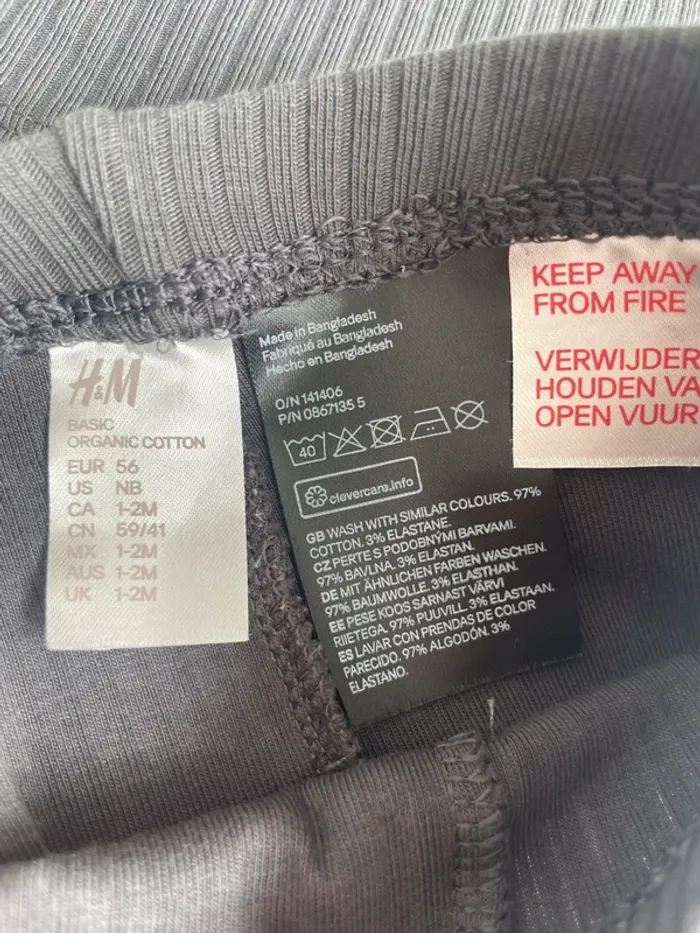 H&M
BASIC
ORGANIC COTTON
EUR 56
US NB
CA 1-2M
CN 59/41
MX 1-2M
AUS 1-2M
UK 1-2M
Made in Bangladesh
Fabriqué au Bangladesh
Hecho en Bangladesh
O/N 141406
P/N 0867135 5
40
clevercare.info
GB WASH WITH SIMILAR COLOURS. 97%
COTTON. 3% ELASTANE.
CZ PERTE S PODOBNÝMI BARVAMI.
97% BAVLNA. 3% ELASTAN.
DE MIT ÄHNLICHEN FARBEN WASCHEN.
97% BAUMWOLLE. 3% ELASTHAN.
EE PESE KOOS SARNAST VÄRVI
RIIETEGA. 97% PUUVILL. 3% ELASTAAN.
ES LAVAR CON PRENDAS DE COLOR
PARECIDO. 97% ALGODÓN. 3%
ELASTANO.
KEEP AWAY
FROM FIRE
VERWIJDER
HOUDEN VA
OPEN VUUR